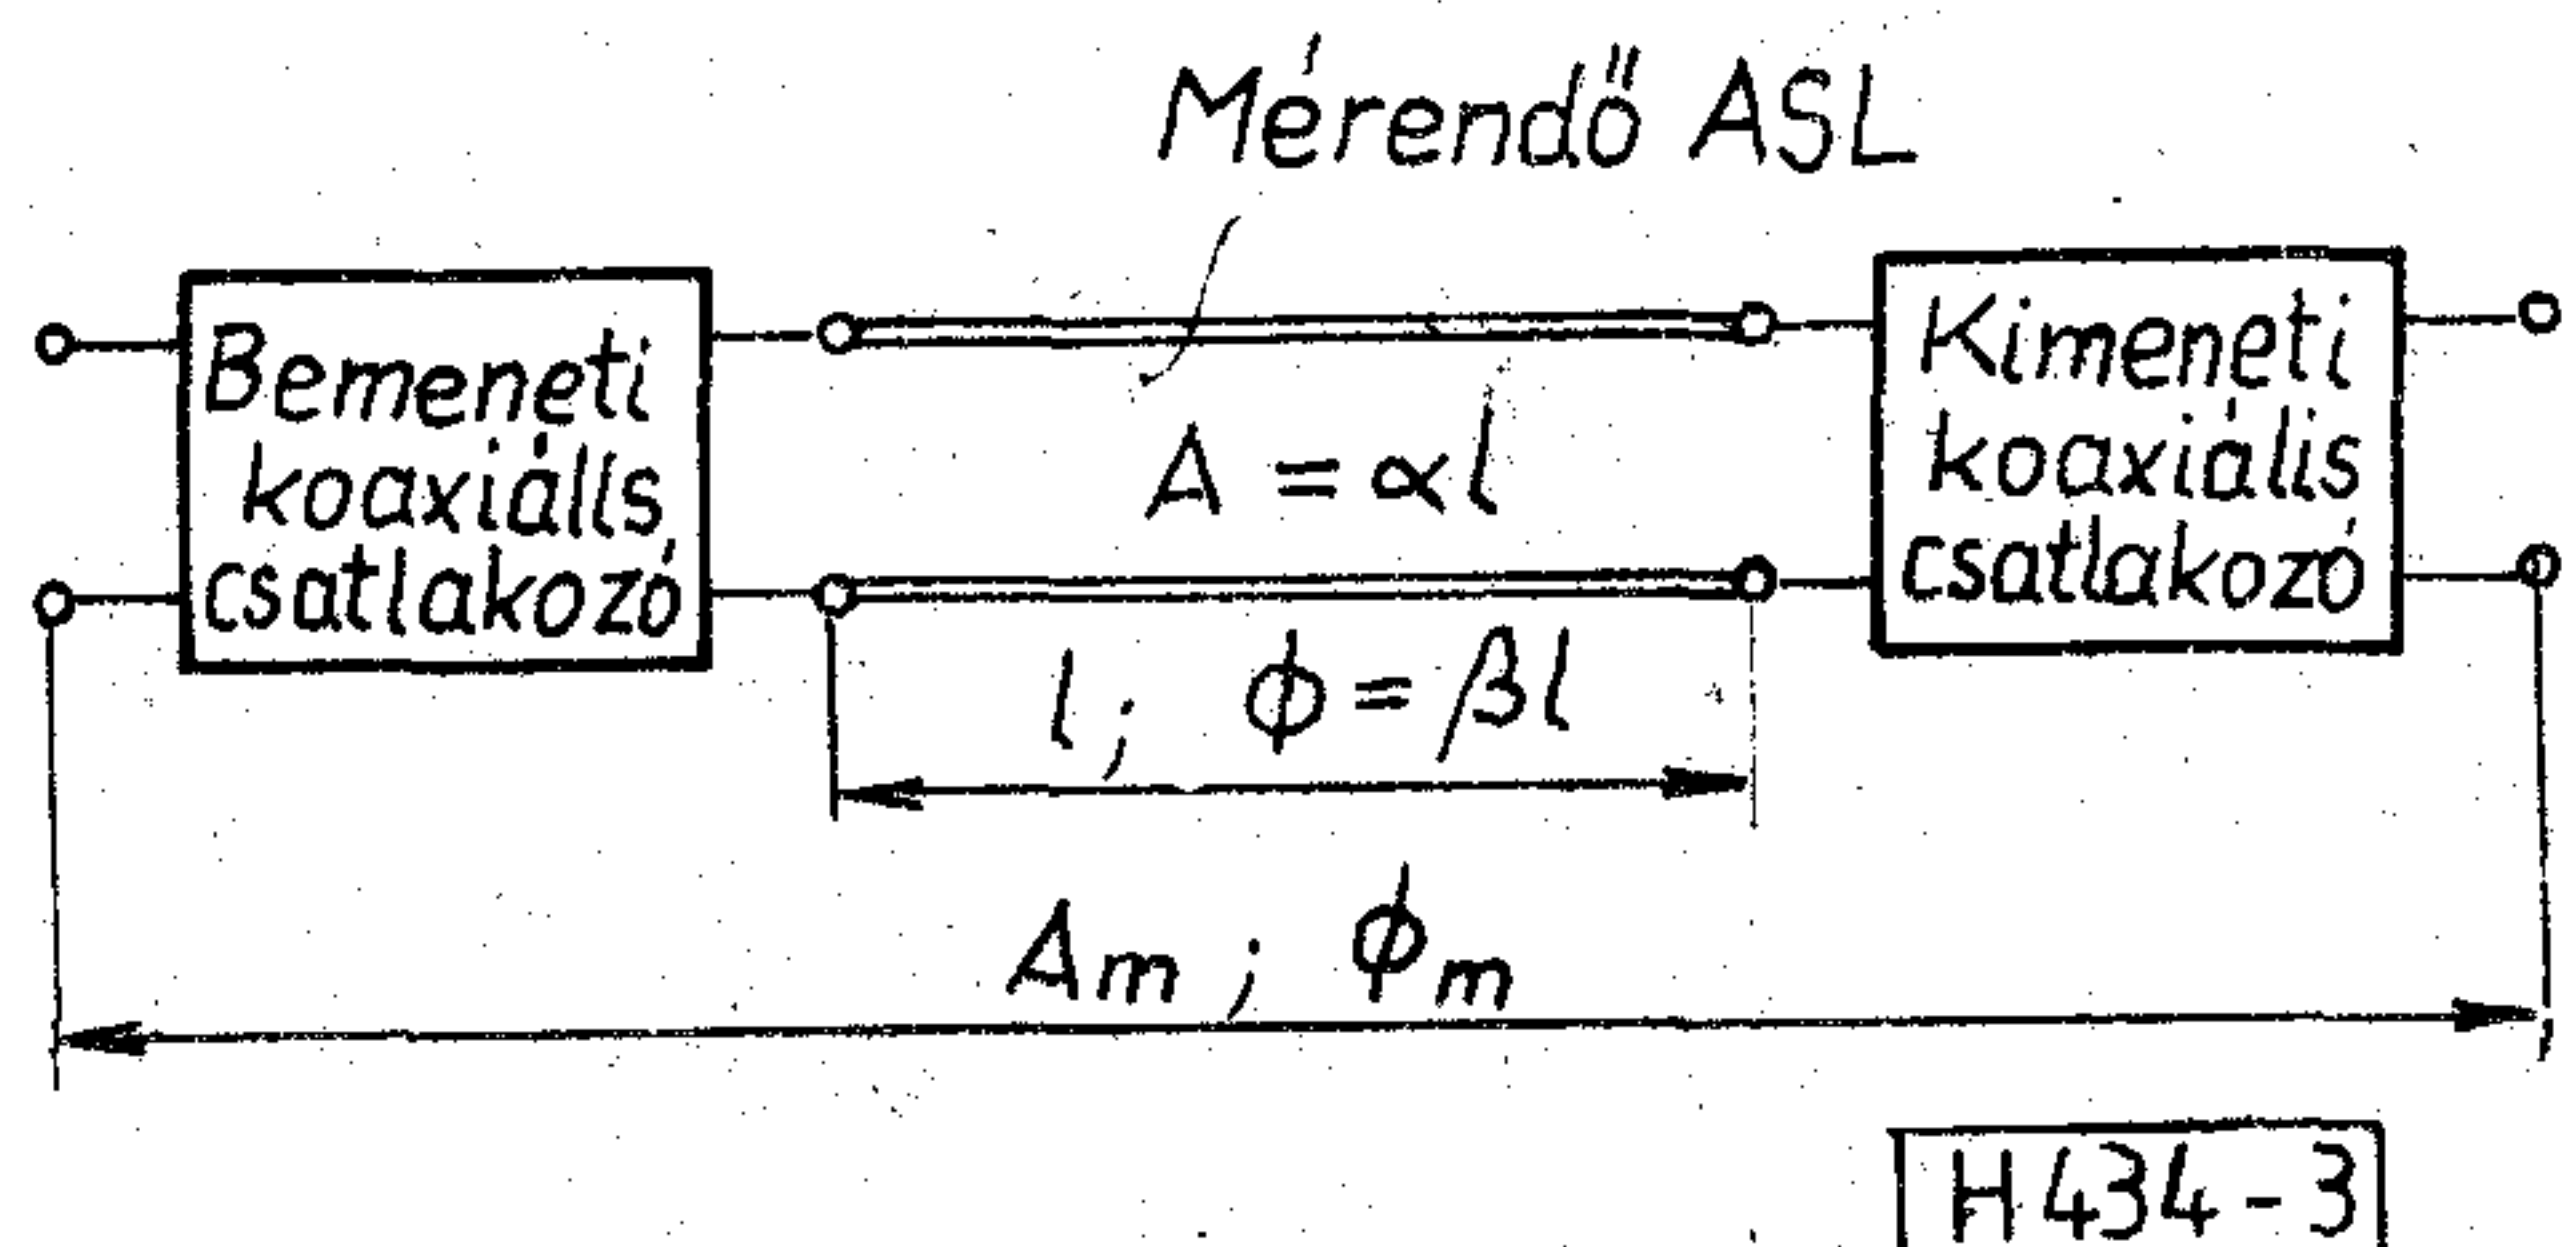 Mérendő ASL
Bemeneti
koaxiális
csatlakozó
A = αl
Kimeneti
koaxiális
csatlakozó
l; ϕ = βl
Am; ϕm
H434-3